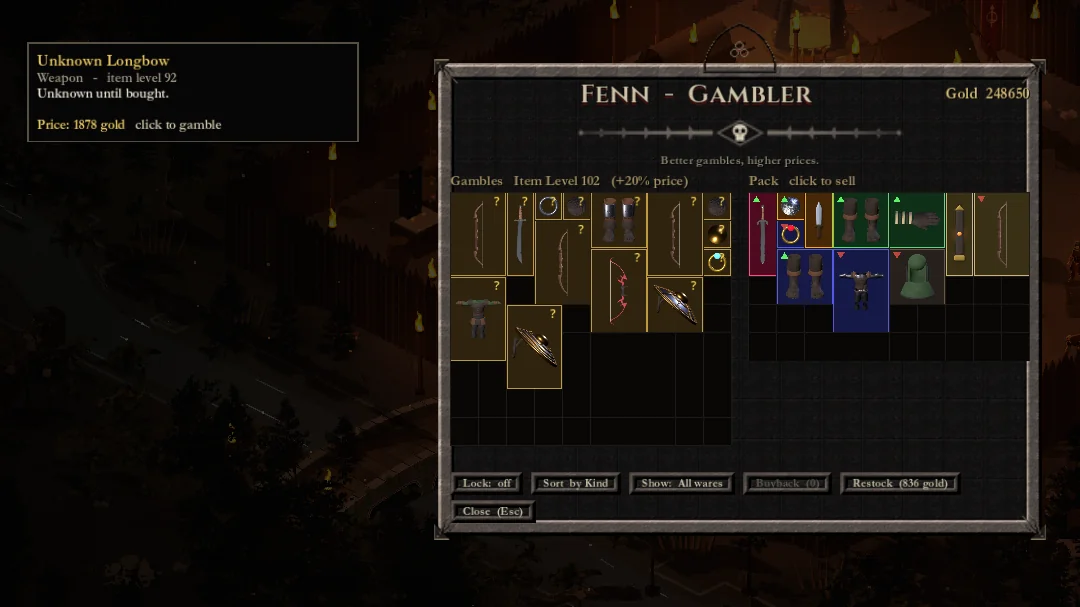 Unknown Longbow
Weapon - item level 92
Unknown until bought.
Price: 1878 gold click to gamble
Fenn - Gambler
Gold 248650
Better gambles, higher prices.
Gambles Item Level 102 (+20% price)
Pack click to sell
? ? ? ? ? ? ?
? ?
? ? ?
? ?
Lock: off
Sort by Kind
Show: All wares
Buyback (0)
Restock (836 gold)
Close (Esc)